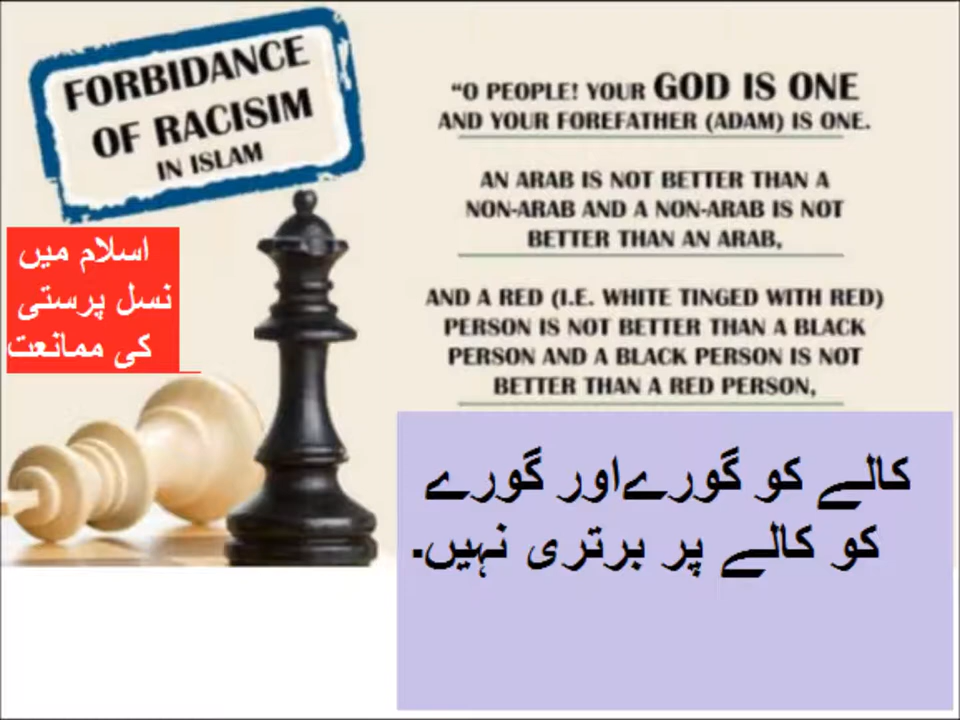 FORBIDANCE
OF RACISIM
IN ISLAM
اسلام میں
نسل پرستی
کی ممانعت
“O PEOPLE! YOUR GOD IS ONE
AND YOUR FOREFATHER (ADAM) IS ONE.
AN ARAB IS NOT BETTER THAN A
NON-ARAB AND A NON-ARAB IS NOT
BETTER THAN AN ARAB,
AND A RED (I.E. WHITE TINGED WITH RED)
PERSON IS NOT BETTER THAN A BLACK
PERSON AND A BLACK PERSON IS NOT
BETTER THAN A RED PERSON,
کالے کو گورےاور گورے
کو کالے پر برتری نہیں.